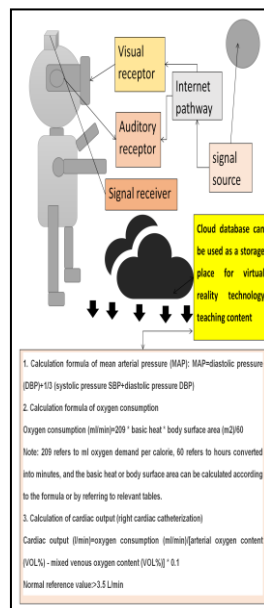 Visual
receptor
Internet
pathway
Auditory
receptor
signal
source
Signal receiver
Cloud database can
be used as a storage
place for virtual
reality technology
teaching content
1. Calculation formula of mean arterial pressure (MAP): MAP=diastolic pressure
(DBP)+1/3 (systolic pressure SBP+diastolic pressure DBP)
2. Calculation formula of oxygen consumption
Oxygen consumption (ml/min)=209 * basic heat * body surface area (m2)/60
Note: 209 refers to ml oxygen demand per calorie, 60 refers to hours converted
into minutes, and the basic heat or body surface area can be calculated according
to the formula or by referring to relevant tables.
3. Calculation of cardiac output (right cardiac catheterization)
Cardiac output (l/min)=oxygen consumption (ml/min)/[arterial oxygen content
(VOL%) - mixed venous oxygen content (VOL%)] * 0.1
Normal reference value:>3.5 L/min